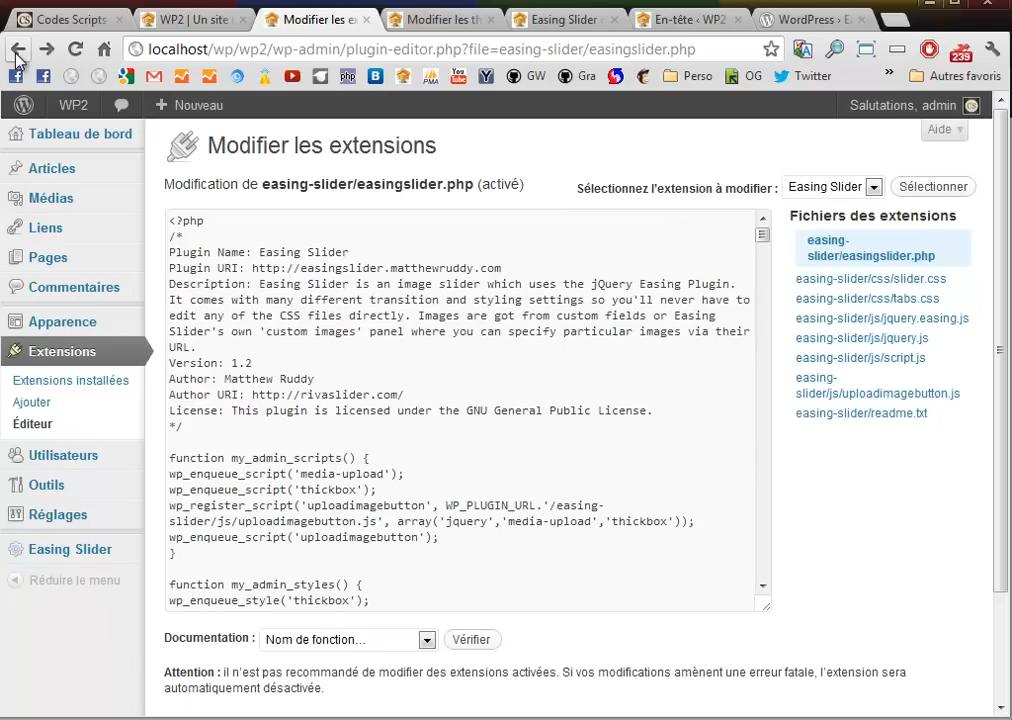 Codes Scripts
WP2 | Un site
Modifier les e
Modifier les th
Easing Slider
En-tête ‹ WP2
WordPress › E
localhost/wp/wp2/wp-admin/plugin-editor.php?file=easing-slider/easingslider.php
239
php
PMA
You Tube
GW
Gra
Perso
OG
Twitter
»
Autres favoris
WP2
+ Nouveau
Salutations, admin
Aide
Tableau de bord
Articles
Médias
Liens
Pages
Commentaires
Apparence
Extensions
Extensions installées
Ajouter
Éditeur
Utilisateurs
Outils
Réglages
Easing Slider
Réduire le menu
Modifier les extensions
Modification de easing-slider/easingslider.php (activé)
Sélectionnez l'extension à modifier : Easing Slider Sélectionner
<?php
/*
Plugin Name: Easing Slider
Plugin URI: http://easingslider.matthewruddy.com
Description: Easing Slider is an image slider which uses the jQuery Easing Plugin.
It comes with many different transition and styling settings so you'll never have to
edit any of the CSS files directly. Images are got from custom fields or Easing
Slider's own 'custom images' panel where you can specify particular images via their
URL.
Version: 1.2
Author: Matthew Ruddy
Author URI: http://rivaslider.com/
License: This plugin is licensed under the GNU General Public License.
*/
function my_admin_scripts() {
wp_enqueue_script('media-upload');
wp_enqueue_script('thickbox');
wp_register_script('uploadimagebutton', WP_PLUGIN_URL.'/easing-
slider/js/uploadimagebutton.js', array('jquery','media-upload','thickbox'));
wp_enqueue_script('uploadimagebutton');
}
function my_admin_styles() {
wp_enqueue_style('thickbox');
Fichiers des extensions
easing-
slider/easingslider.php
easing-slider/css/slider.css
easing-slider/css/tabs.css
easing-slider/js/jquery.easing.js
easing-slider/js/jquery.js
easing-slider/js/script.js
easing-
slider/js/uploadimagebutton.js
easing-slider/readme.txt
Documentation : Nom de fonction... Vérifier
Attention : il n'est pas recommandé de modifier des extensions activées. Si vos modifications amènent une erreur fatale, l'extension sera
automatiquement désactivée.